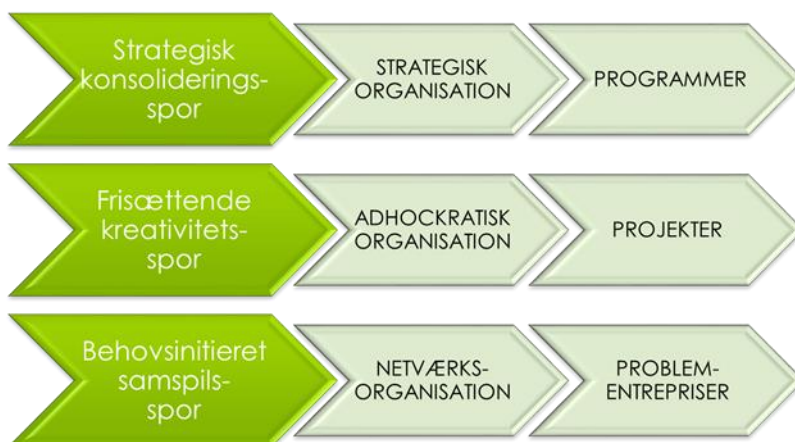 Strategisk
konsoliderings-
spor
STRATEGISK
ORGANISATION
PROGRAMMER
Frisættende
kreativitets-
spor
ADHOCKRATISK
ORGANISATION
PROJEKTER
Behovsinitieret
samspils-
spor
NETVÆRKS-
ORGANISATION
PROBLEM-
ENTREPRISER